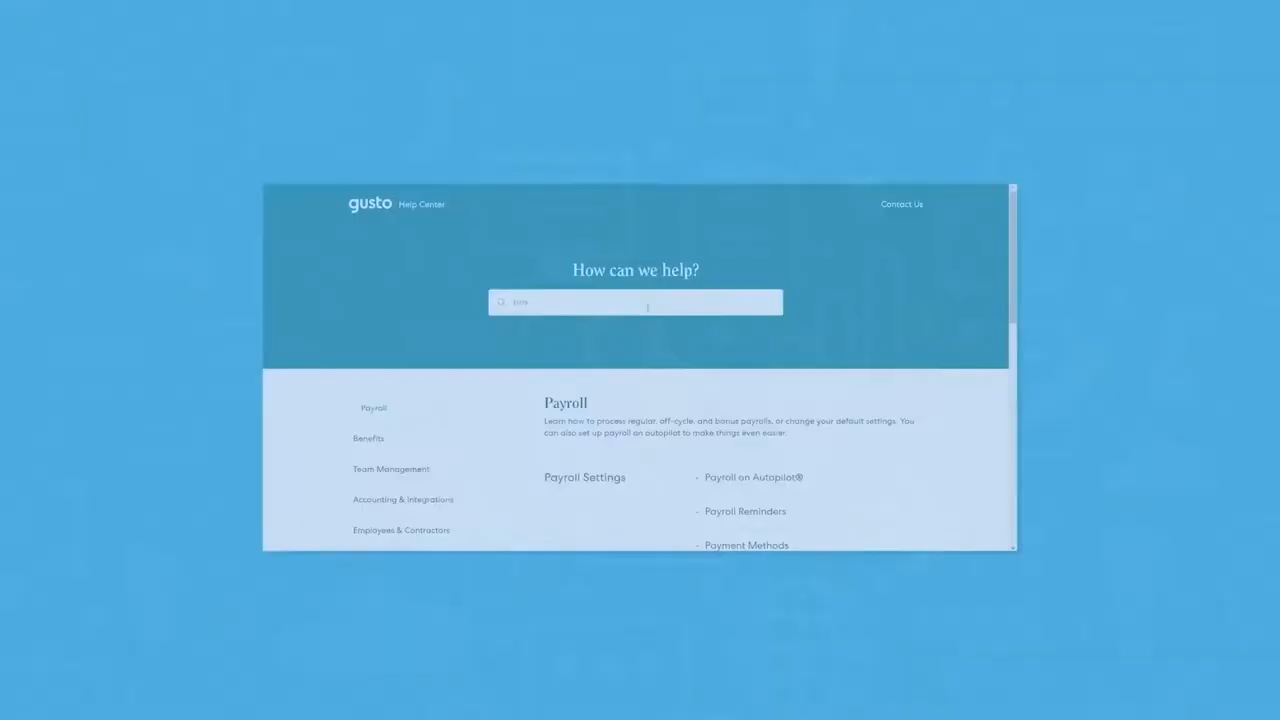 gusto Help Center
Contact Us
How can we help?
Payroll
Benefits
Team Management
Accounting & Integrations
Employees & Contractors
Payroll
Learn how to process regular, off-cycle, and bonus payrolls, or change your default settings. You
can also set up payroll on autopilot to make things even easier.
Payroll Settings
- Payroll on Autopilot®
- Payroll Reminders
- Payment Methods